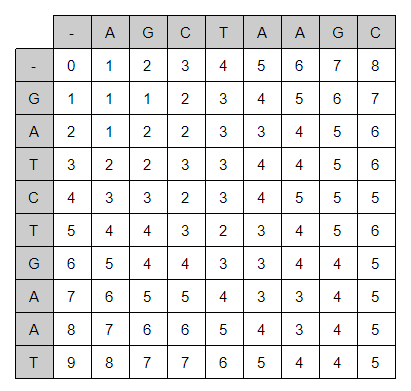 - A G C T A A G C
- 0 1 2 3 4 5 6 7 8
G 1 1 1 2 3 4 5 6 7
A 2 1 2 2 3 3 4 5 6
T 3 2 2 3 3 4 4 5 6
C 4 3 3 2 3 4 5 5 5
T 5 4 4 3 2 3 4 5 6
G 6 5 4 4 3 3 4 4 5
A 7 6 5 5 4 3 3 4 5
A 8 7 6 6 5 4 3 4 5
T 9 8 7 7 6 5 4 4 5